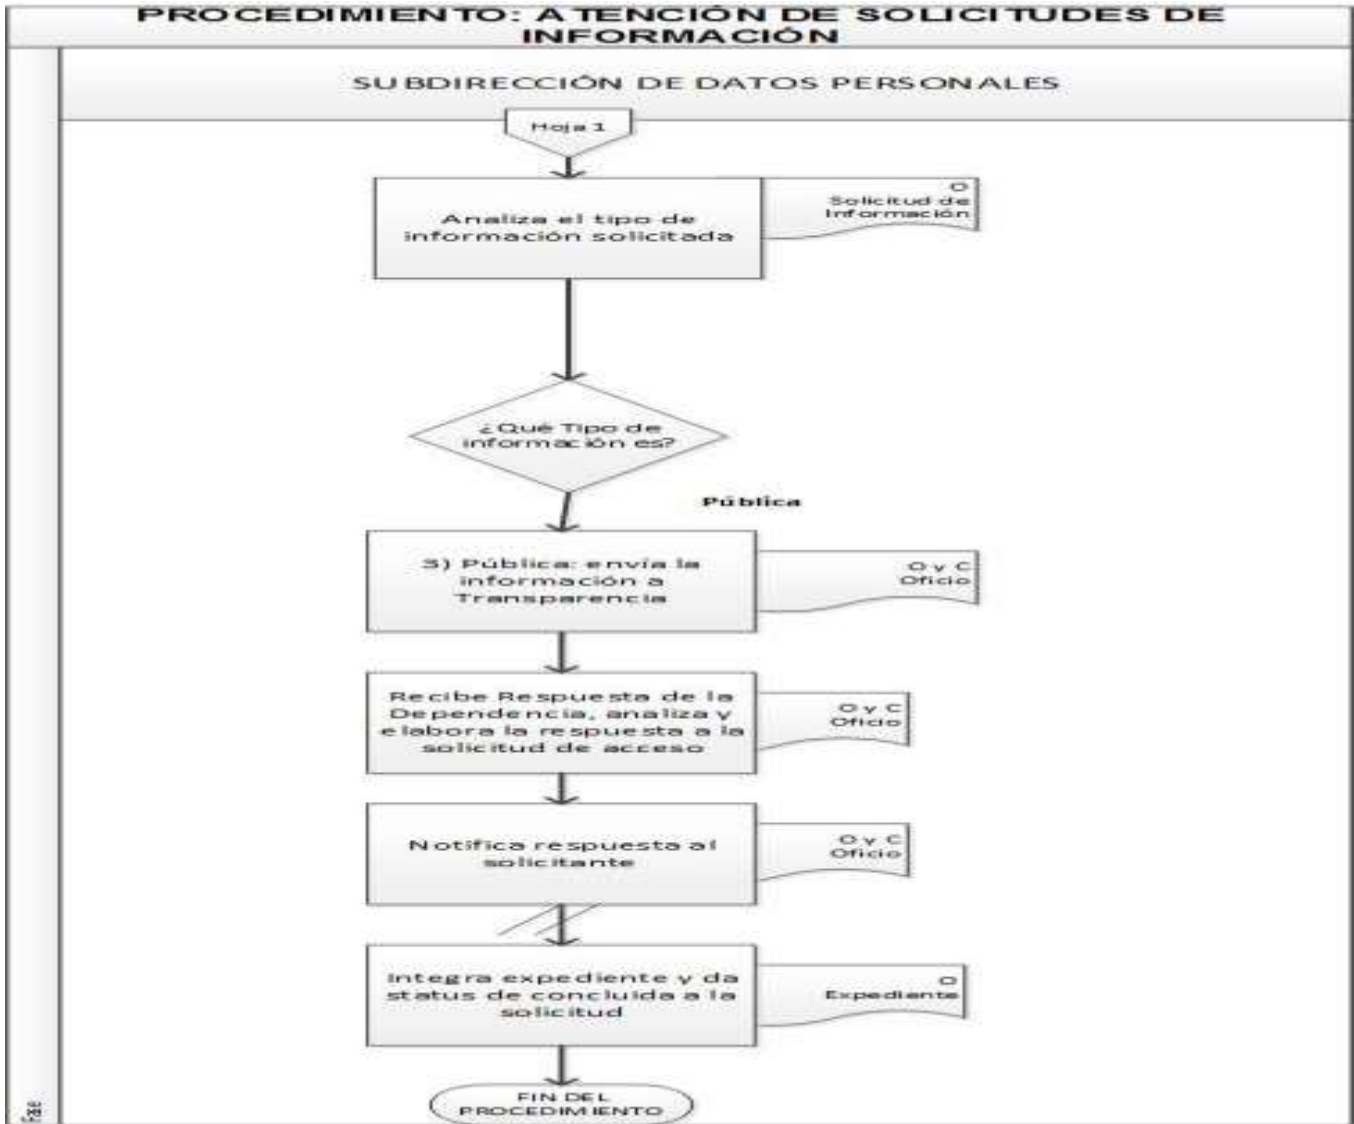 PROCEDIMIENTO: ATENCIÓN DE SOLICITUDES DE
INFORMACIÓN
SUBDIRECCIÓN DE DATOS PERSONALES
Hoja 1
Analiza el tipo de
información solicitada
O
Solicitud de
Información
¿Qué Tipo de
información es?
Pública
3) Pública: envía la
información a
Transparencia
O y C
Oficio
Recibe Respuesta de la
Dependencia, analiza y
elabora la respuesta a la
solicitud de acceso
O y C
Oficio
Notifica respuesta al
solicitante
O y C
Oficio
Integra expediente y da
status de concluida a la
solicitud
O
Expediente
FIN DEL
PROCEDIMIENTO
Fase